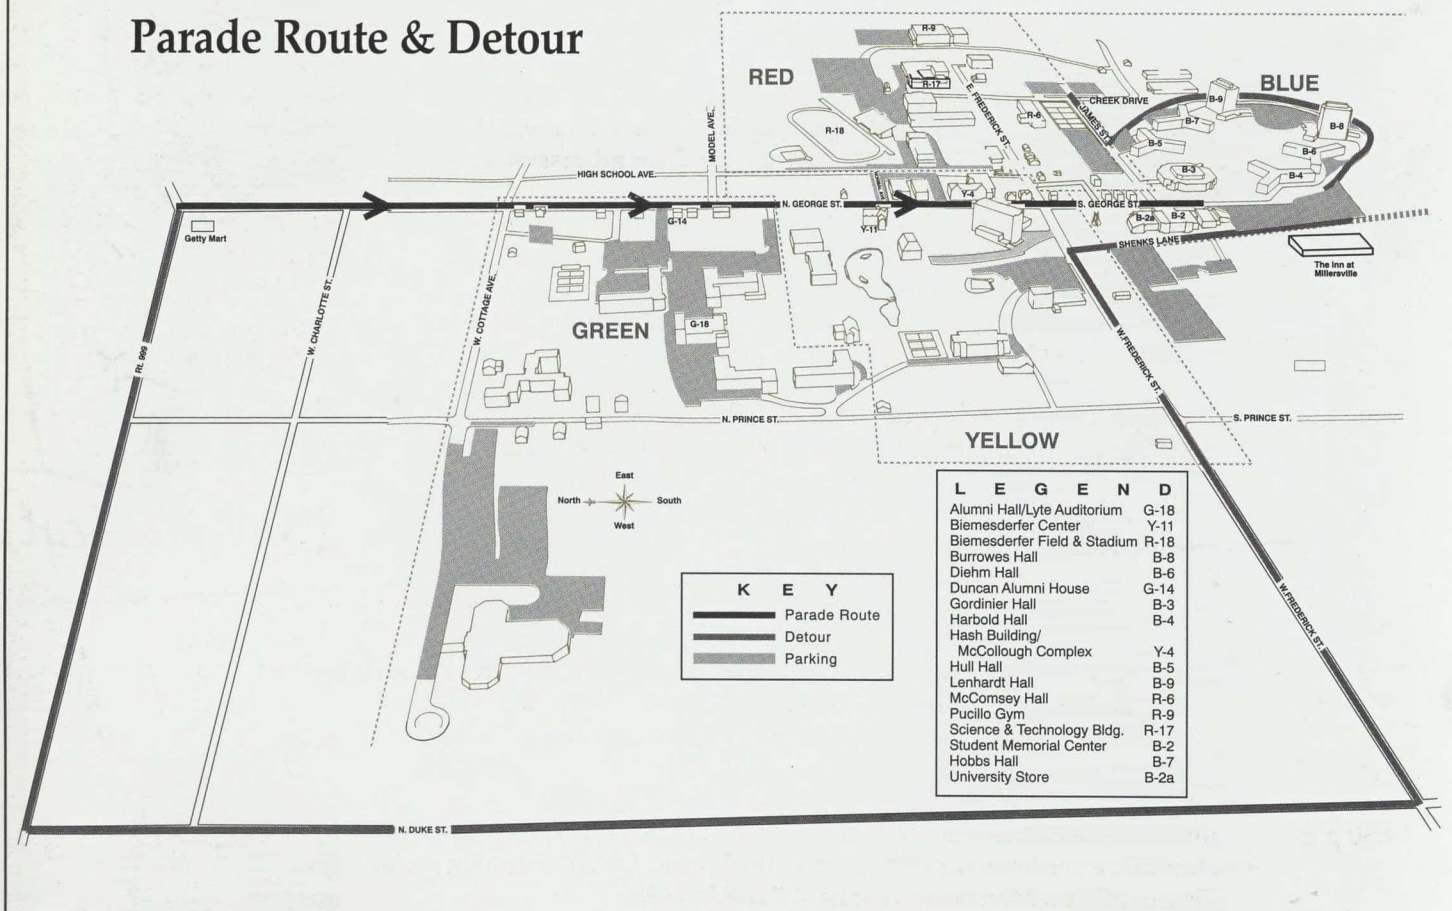 Parade Route & Detour
RED
BLUE
GREEN
YELLOW
R-9
R-17
R-18
R-6
E. FREDERICK ST.
CREEK DRIVE
JAMES ST.
B-9
B-8
B-7
B-6
B-5
B-4
B-3
MODEL AVE.
HIGH SCHOOL AVE.
N. GEORGE ST.
S. GEORGE ST.
Y-4
Y-11
G-14
B-2a
B-2
SHENKS LANE
The Inn at
Millersville
Getty Mart
W. CHARLOTTE ST.
W. COTTAGE AVE.
Rt. 999
G-18
W.FREDERICK ST.
N. PRINCE ST.
S. PRINCE ST.
East
North
South
West
W.FREDERICK ST.
N. DUKE ST.
KEY
Parade Route
Detour
Parking
LEGEND
Alumni Hall/Lyte Auditorium G-18
Biemesderfer Center Y-11
Biemesderfer Field & Stadium R-18
Burrowes Hall B-8
Diehm Hall B-6
Duncan Alumni House G-14
Gordinier Hall B-3
Harbold Hall B-4
Hash Building/
McCollough Complex Y-4
Hull Hall B-5
Lenhardt Hall B-9
McComsey Hall R-6
Pucillo Gym R-9
Science & Technology Bldg. R-17
Student Memorial Center B-2
Hobbs Hall B-7
University Store B-2a